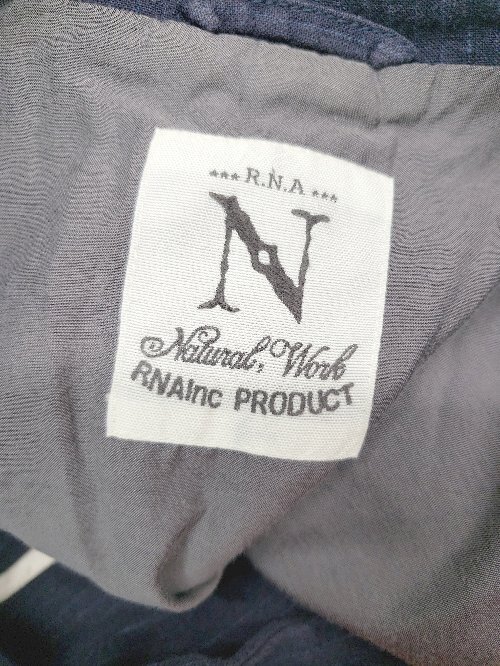 *** R.N.A ***
N
Natural, Work
RNAInc PRODUCT